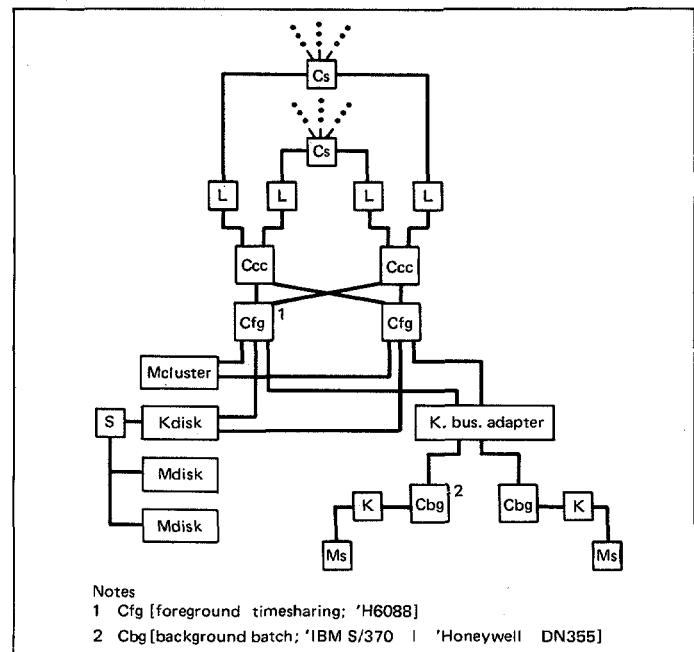 Cs
Cs
L L L L
Ccc Ccc
Cfg 1 Cfg
Mcluster
S Kdisk K. bus. adapter
Mdisk
K Cbg 2 Cbg K
Mdisk
Ms Ms
Notes
1 Cfg [foreground timesharing; 'H6088]
2 Cbg [background batch; 'IBM S/370 | 'Honeywell DN355]